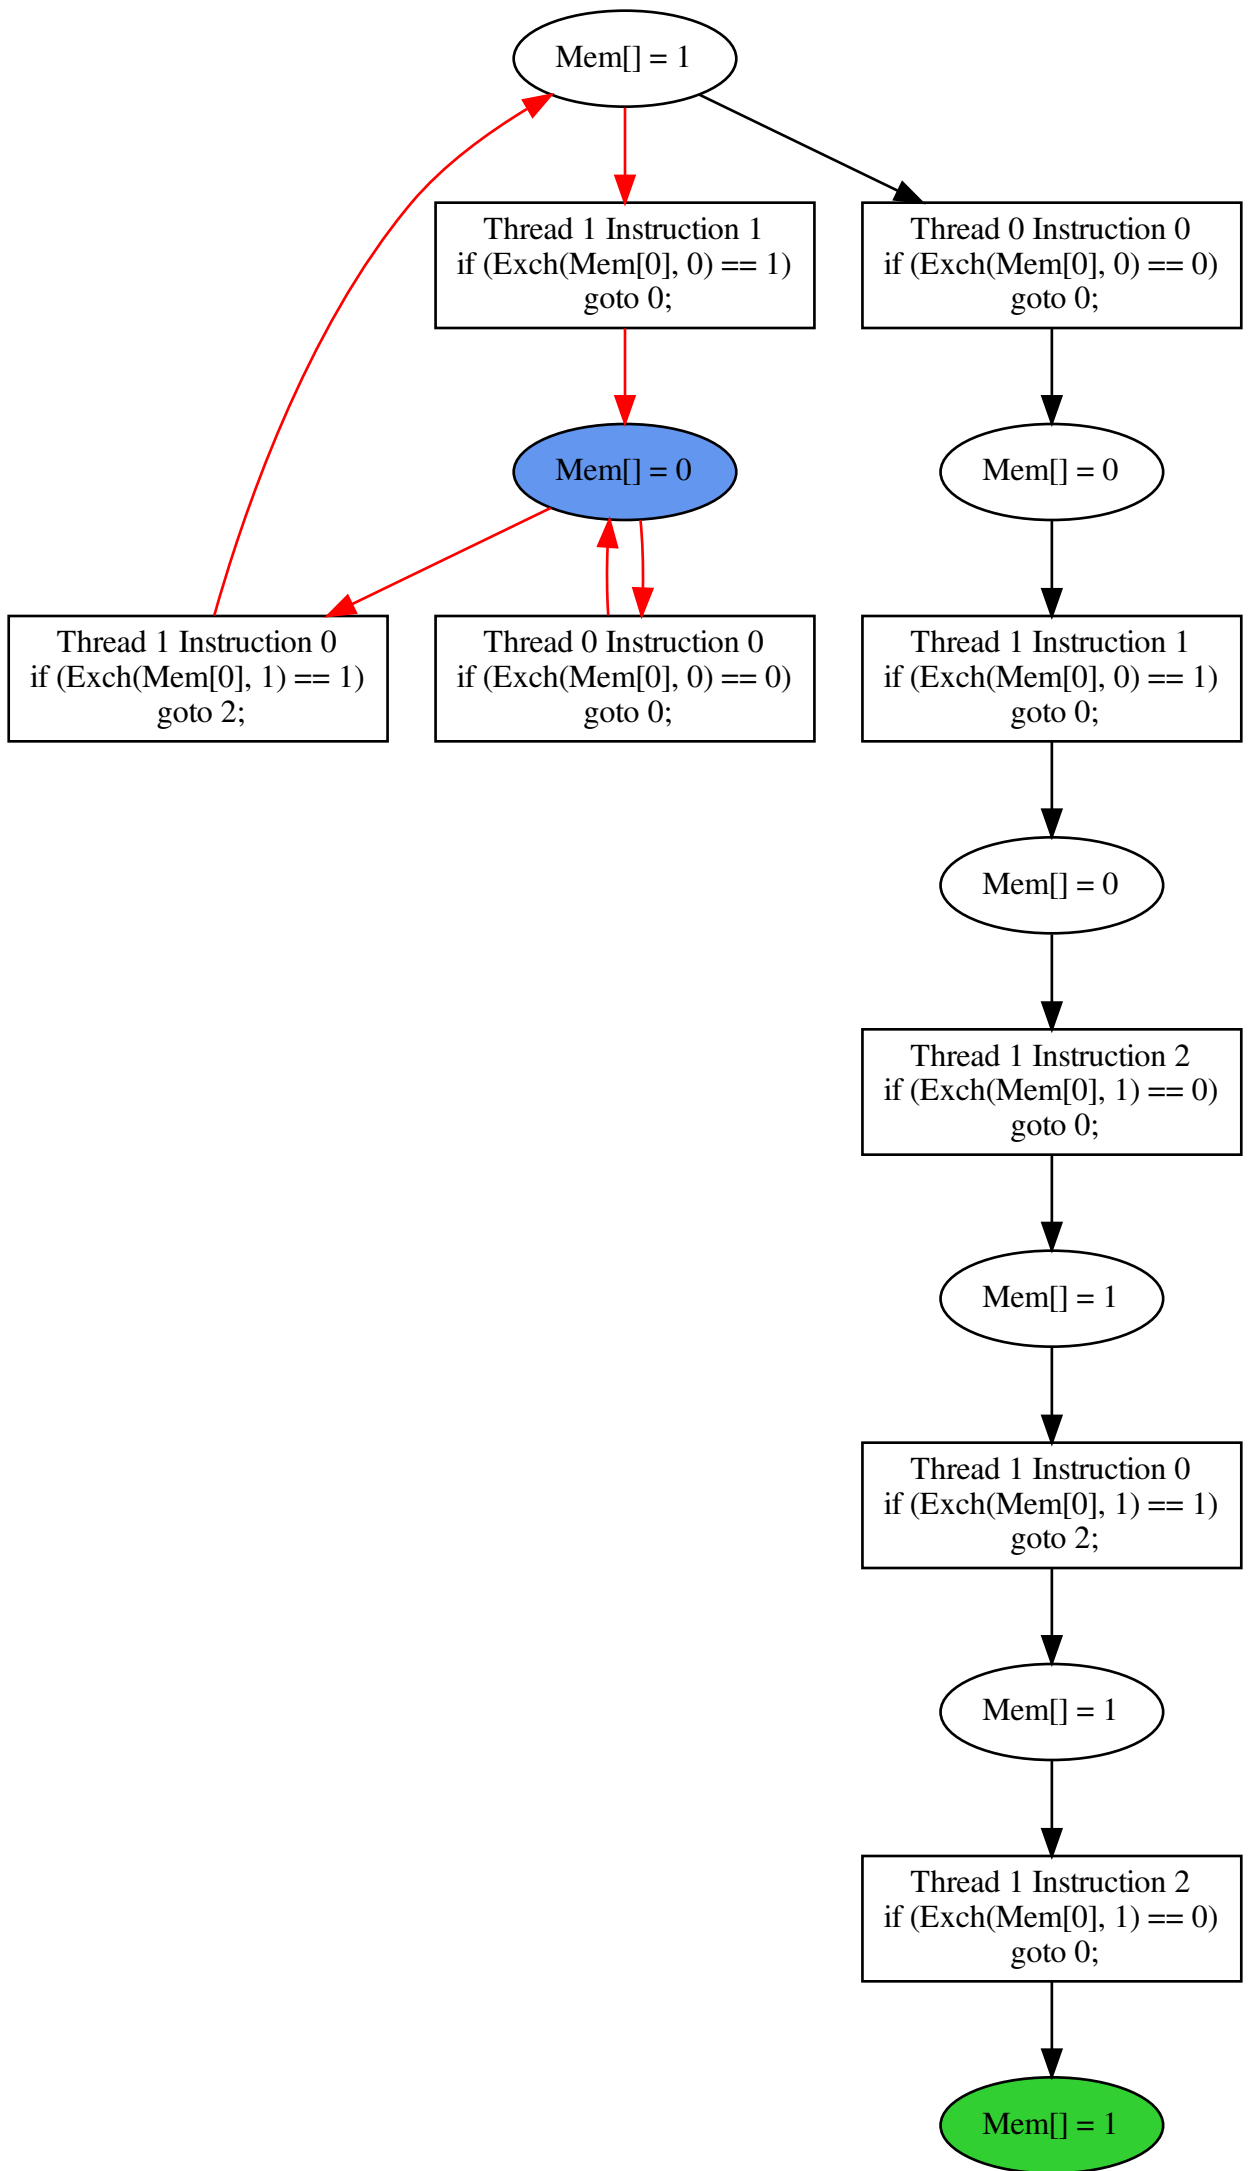 Mem[] = 1
Thread 1 Instruction 1
if (Exch(Mem[0], 0) == 1)
goto 0;
Thread 0 Instruction 0
if (Exch(Mem[0], 0) == 0)
goto 0;
Mem[] = 0
Mem[] = 0
Thread 1 Instruction 0
if (Exch(Mem[0], 1) == 1)
goto 2;
Thread 0 Instruction 0
if (Exch(Mem[0], 0) == 0)
goto 0;
Thread 1 Instruction 1
if (Exch(Mem[0], 0) == 1)
goto 0;
Mem[] = 0
Thread 1 Instruction 2
if (Exch(Mem[0], 1) == 0)
goto 0;
Mem[] = 1
Thread 1 Instruction 0
if (Exch(Mem[0], 1) == 1)
goto 2;
Mem[] = 1
Thread 1 Instruction 2
if (Exch(Mem[0], 1) == 0)
goto 0;
Mem[] = 1